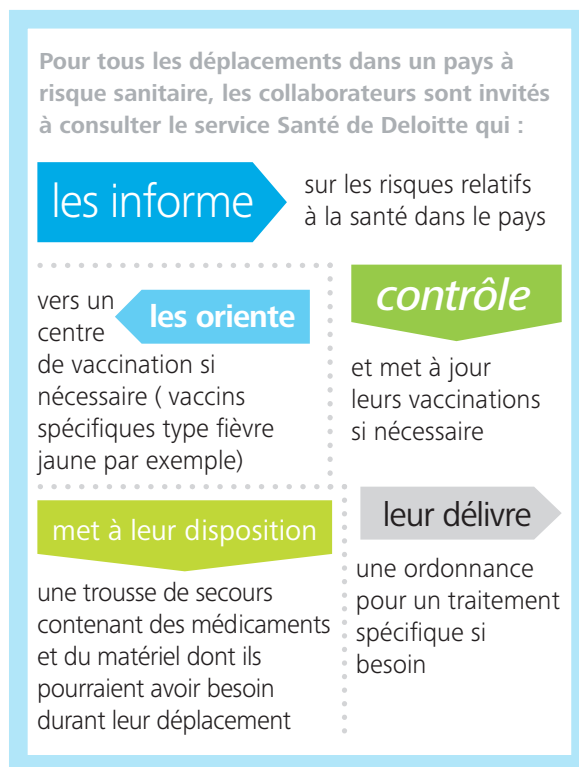 Pour tous les déplacements dans un pays à
risque sanitaire, les collaborateurs sont invités
à consulter le service Santé de Deloitte qui :
les informe
sur les risques relatifs
à la santé dans le pays
les oriente
vers un
centre
de vaccination si
nécessaire ( vaccins
spécifiques type fièvre
jaune par exemple)
contrôle
et met à jour
leurs vaccinations
si nécessaire
met à leur disposition
une trousse de secours
contenant des médicaments
et du matériel dont ils
pourraient avoir besoin
durant leur déplacement
leur délivre
une ordonnance
pour un traitement
spécifique si
besoin